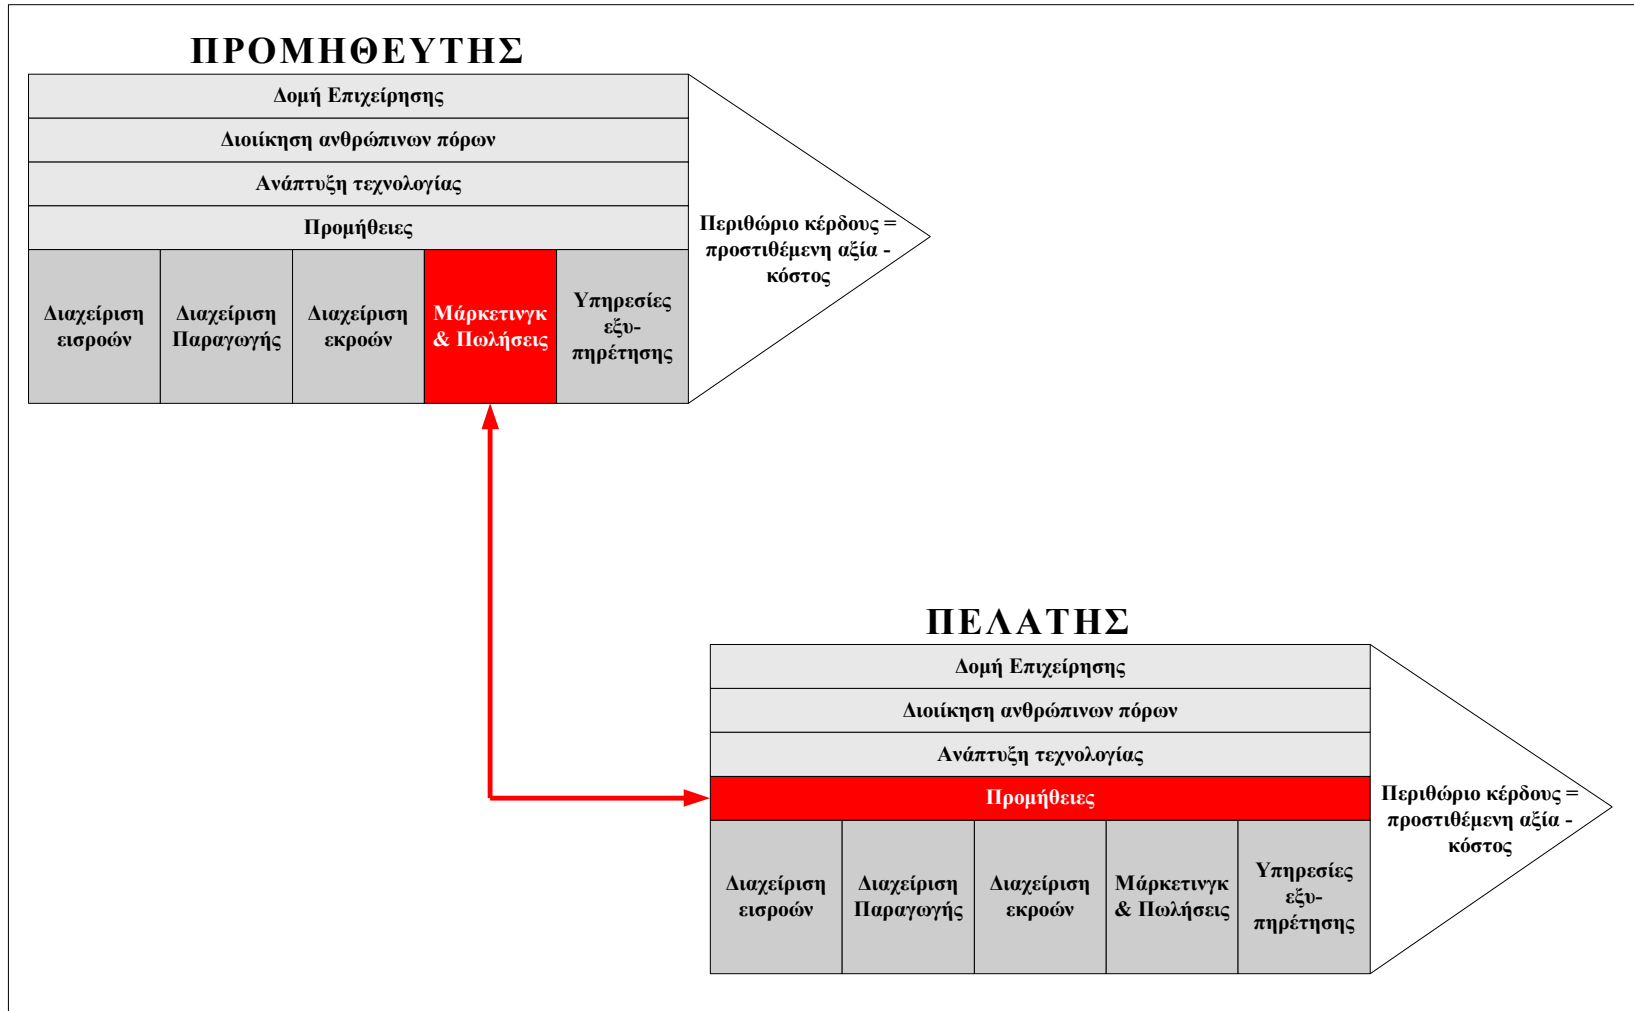 ΠΡΟΜΗΘΕΥΤΗΣ
Δομή Επιχείρησης
Διοίκηση ανθρώπινων πόρων
Ανάπτυξη τεχνολογίας
Προμήθειες
Διαχείριση
εισροών
Διαχείριση
Παραγωγής
Διαχείριση
εκροών
Μάρκετινγκ
& Πωλήσεις
Υπηρεσίες
εξυ-
πηρέτησης
Περιθώριο κέρδους =
προστιθέμενη αξία -
κόστος
ΠΕΛΑΤΗΣ
Δομή Επιχείρησης
Διοίκηση ανθρώπινων πόρων
Ανάπτυξη τεχνολογίας
Προμήθειες
Διαχείριση
εισροών
Διαχείριση
Παραγωγής
Διαχείριση
εκροών
Μάρκετινγκ
& Πωλήσεις
Υπηρεσίες
εξυ-
πηρέτησης
Περιθώριο κέρδους =
προστιθέμενη αξία -
κόστος